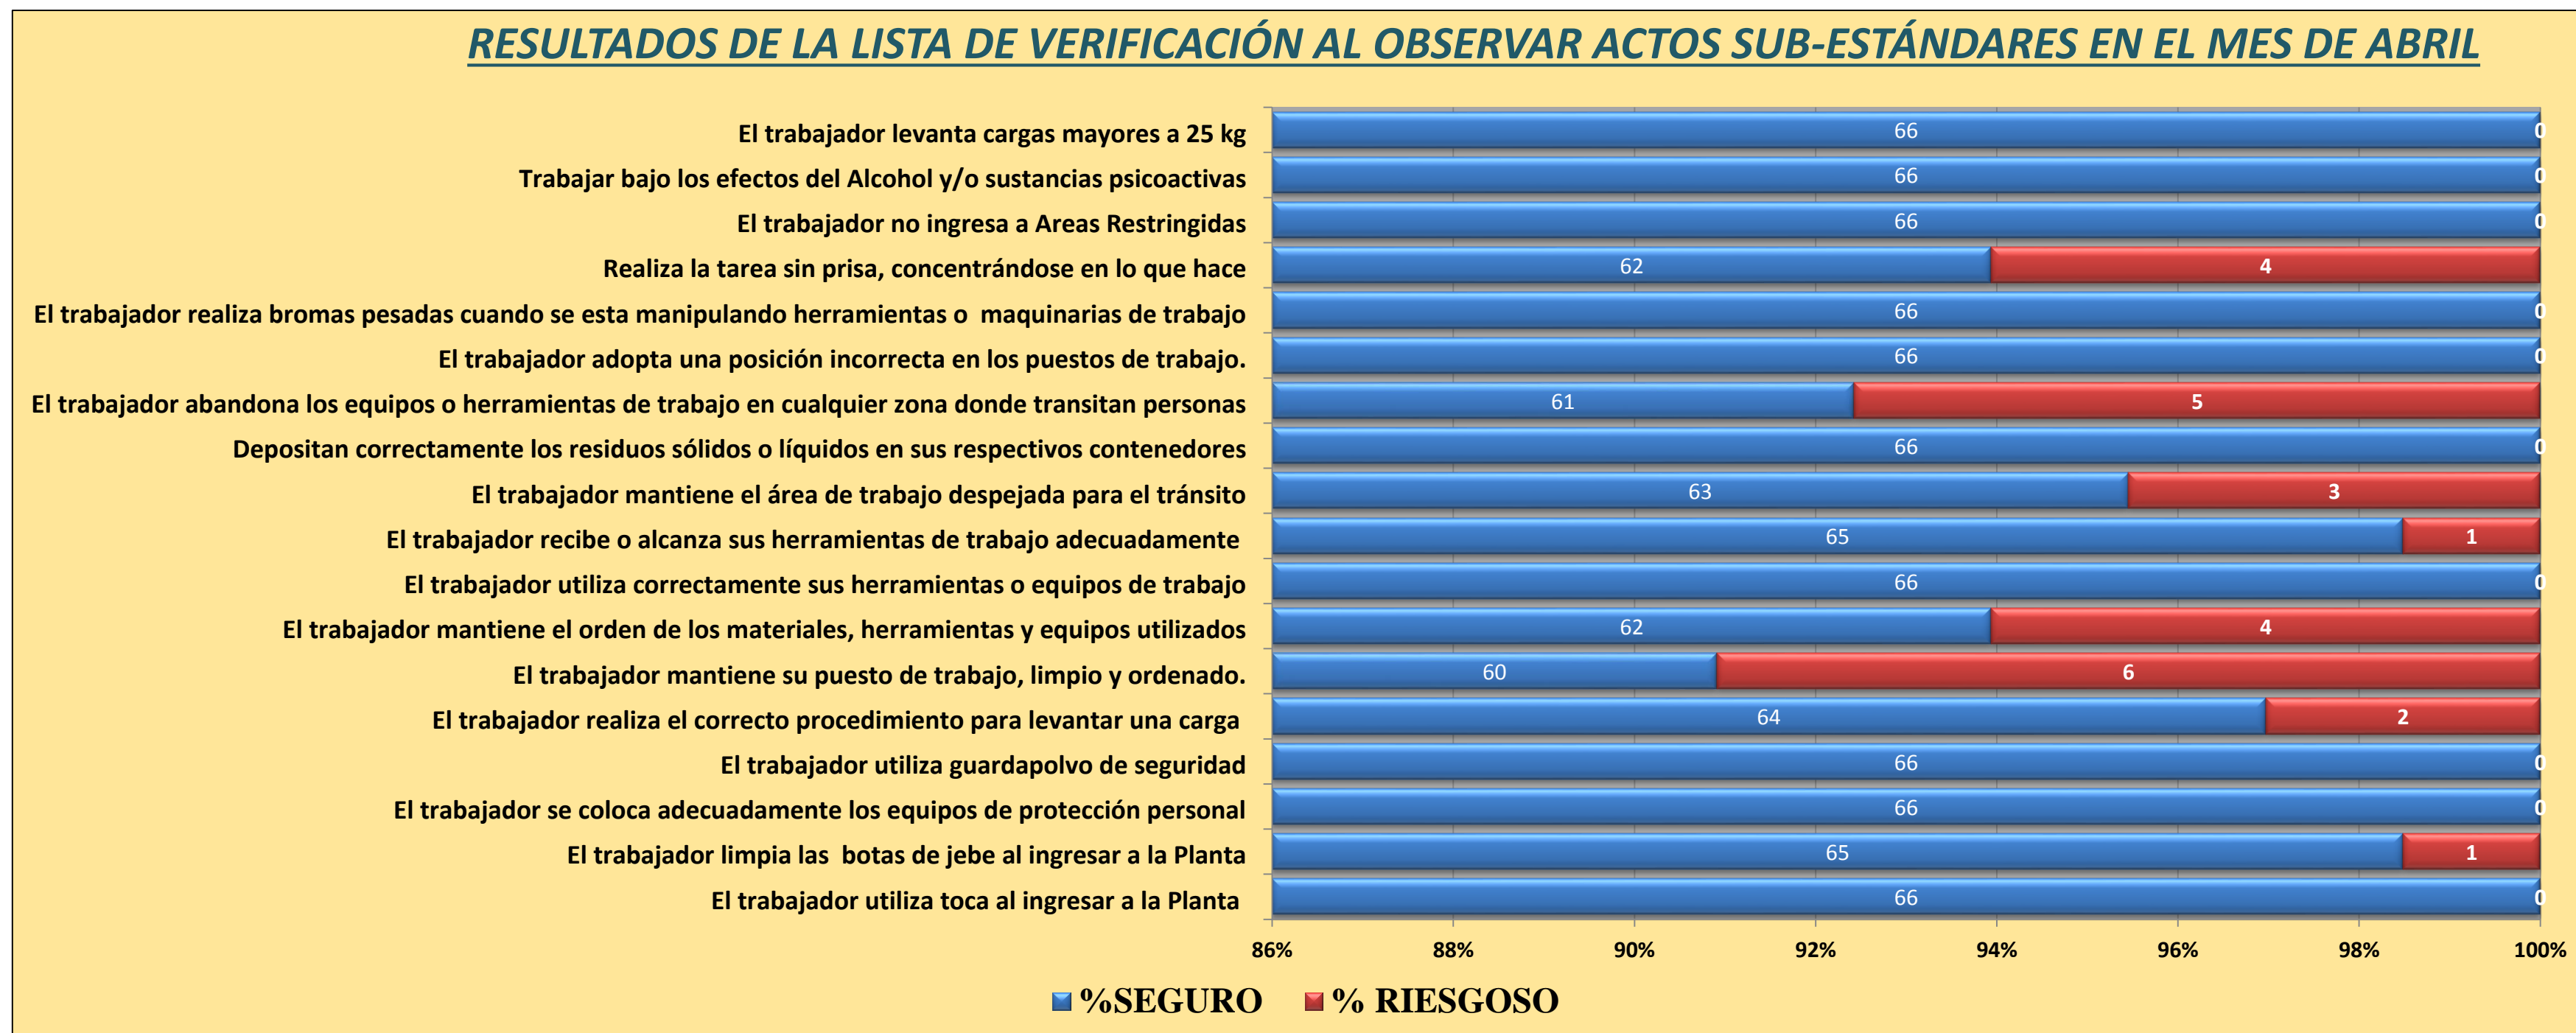 RESULTADOS DE LA LISTA DE VERIFICACIÓN AL OBSERVAR ACTOS SUB-ESTÁNDARES EN EL MES DE ABRIL
El trabajador levanta cargas mayores a 25 kg 66 0
Trabajar bajo los efectos del Alcohol y/o sustancias psicoactivas 66 0
El trabajador no ingresa a Areas Restringidas 66 0
Realiza la tarea sin prisa, concentrándose en lo que hace 62 4
El trabajador realiza bromas pesadas cuando se esta manipulando herramientas o maquinarias de trabajo 66 0
El trabajador adopta una posición incorrecta en los puestos de trabajo. 66 0
El trabajador abandona los equipos o herramientas de trabajo en cualquier zona donde transitan personas 61 5
Depositan correctamente los residuos sólidos o líquidos en sus respectivos contenedores 66 0
El trabajador mantiene el área de trabajo despejada para el tránsito 63 3
El trabajador recibe o alcanza sus herramientas de trabajo adecuadamente 65 1
El trabajador utiliza correctamente sus herramientas o equipos de trabajo 66 0
El trabajador mantiene el orden de los materiales, herramientas y equipos utilizados 62 4
El trabajador mantiene su puesto de trabajo, limpio y ordenado. 60 6
El trabajador realiza el correcto procedimiento para levantar una carga 64 2
El trabajador utiliza guardapolvo de seguridad 66 0
El trabajador se coloca adecuadamente los equipos de protección personal 66 0
El trabajador limpia las botas de jebe al ingresar a la Planta 65 1
El trabajador utiliza toca al ingresar a la Planta 66 0
86% 88% 90% 92% 94% 96% 98% 100%
%SEGURO % RIESGOSO